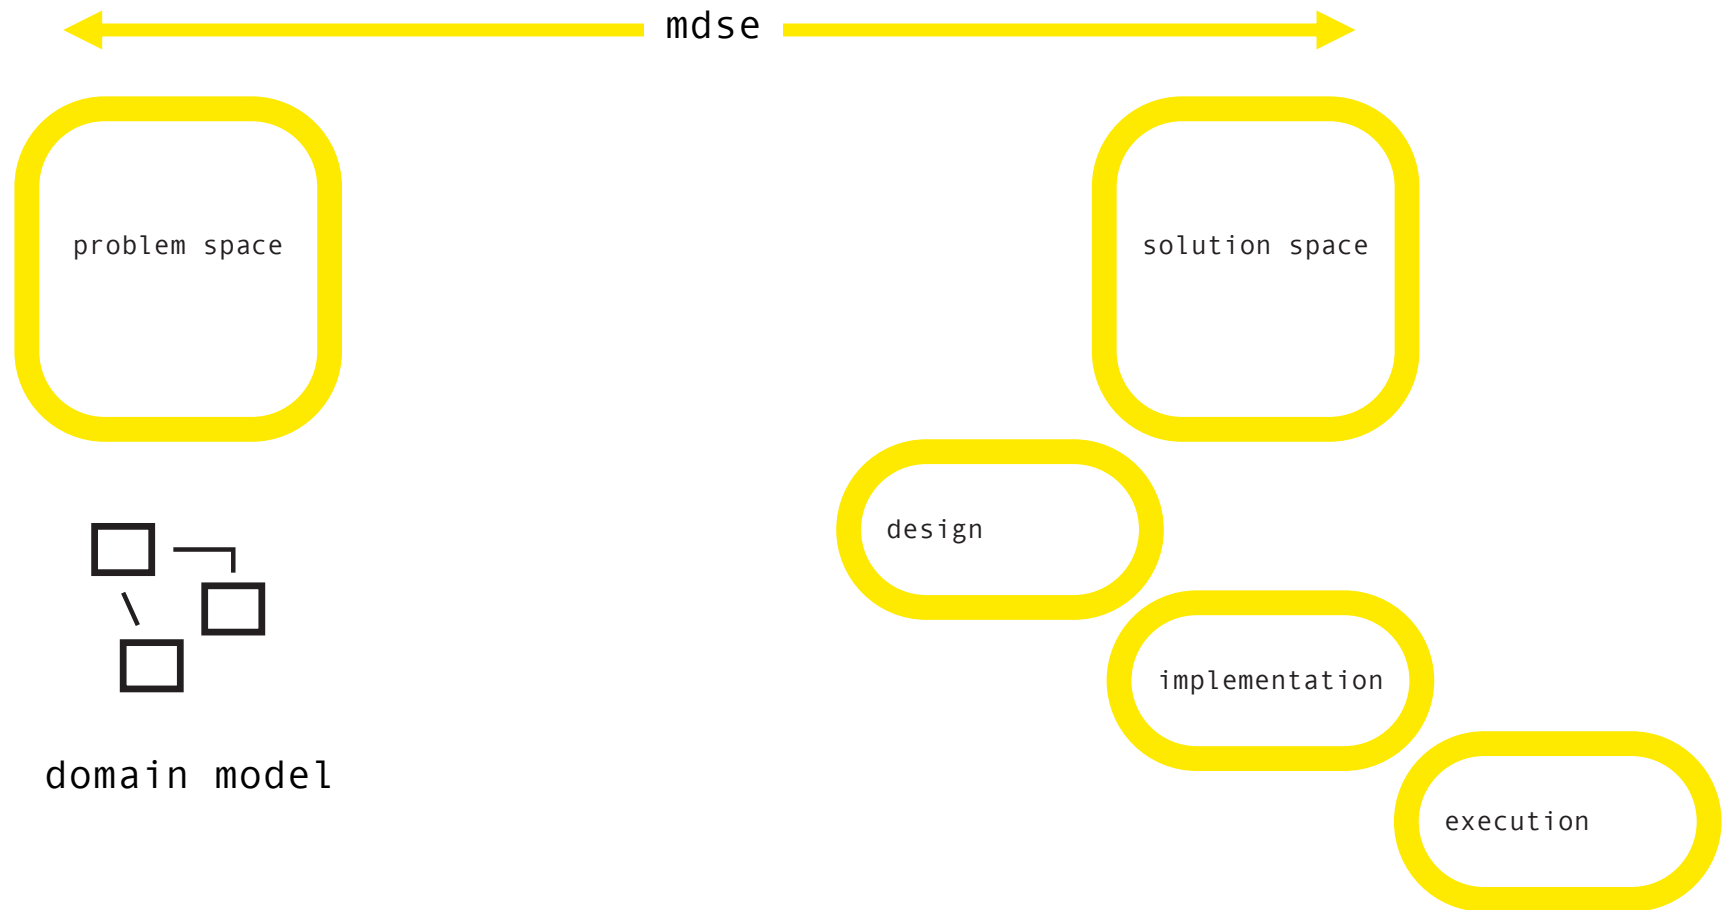 mdse
problem space
solution space
design
implementation
domain model
execution